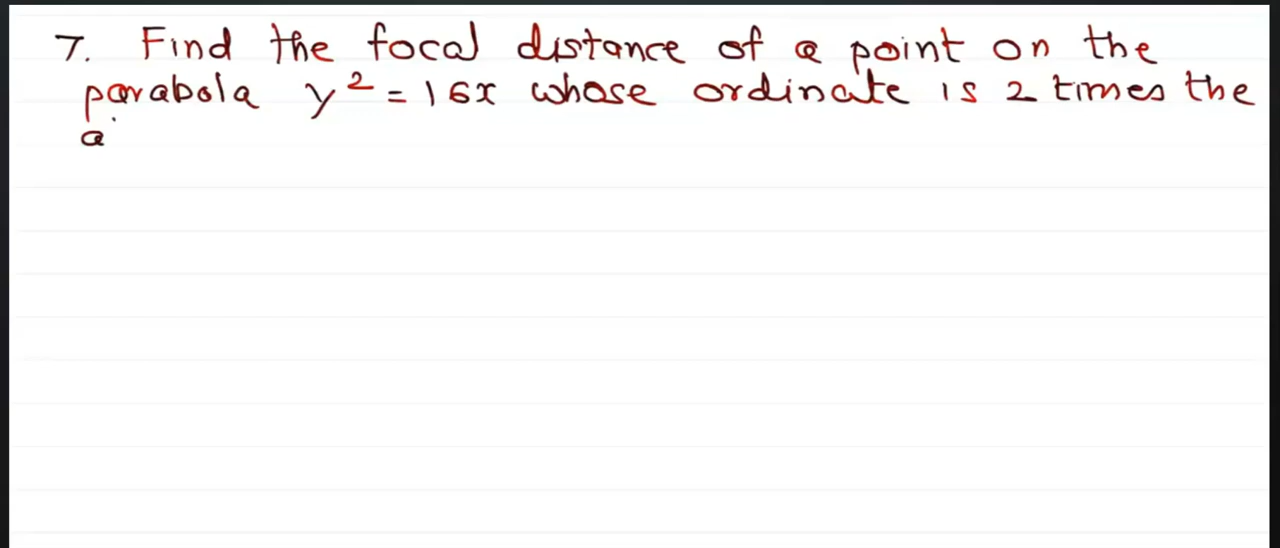 7. Find the focal distance of a point on the
parabola y² = 16x whose ordinate is 2 times the
a